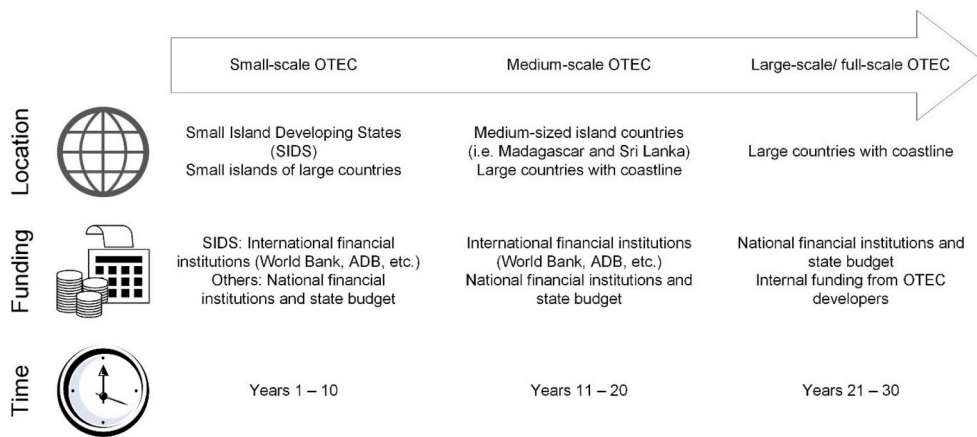 Small-scale OTEC
Medium-scale OTEC
Large-scale/ full-scale OTEC
Location
Small Island Developing States
(SIDS)
Small islands of large countries
Medium-sized island countries
(i.e. Madagascar and Sri Lanka)
Large countries with coastline
Large countries with coastline
Funding
SIDS: International financial
institutions (World Bank, ADB, etc.)
Others: National financial
institutions and state budget
International financial institutions
(World Bank, ADB, etc.)
National financial institutions and
state budget
National financial institutions and
state budget
Internal funding from OTEC
developers
Time
Years 1 – 10
Years 11 – 20
Years 21 – 30